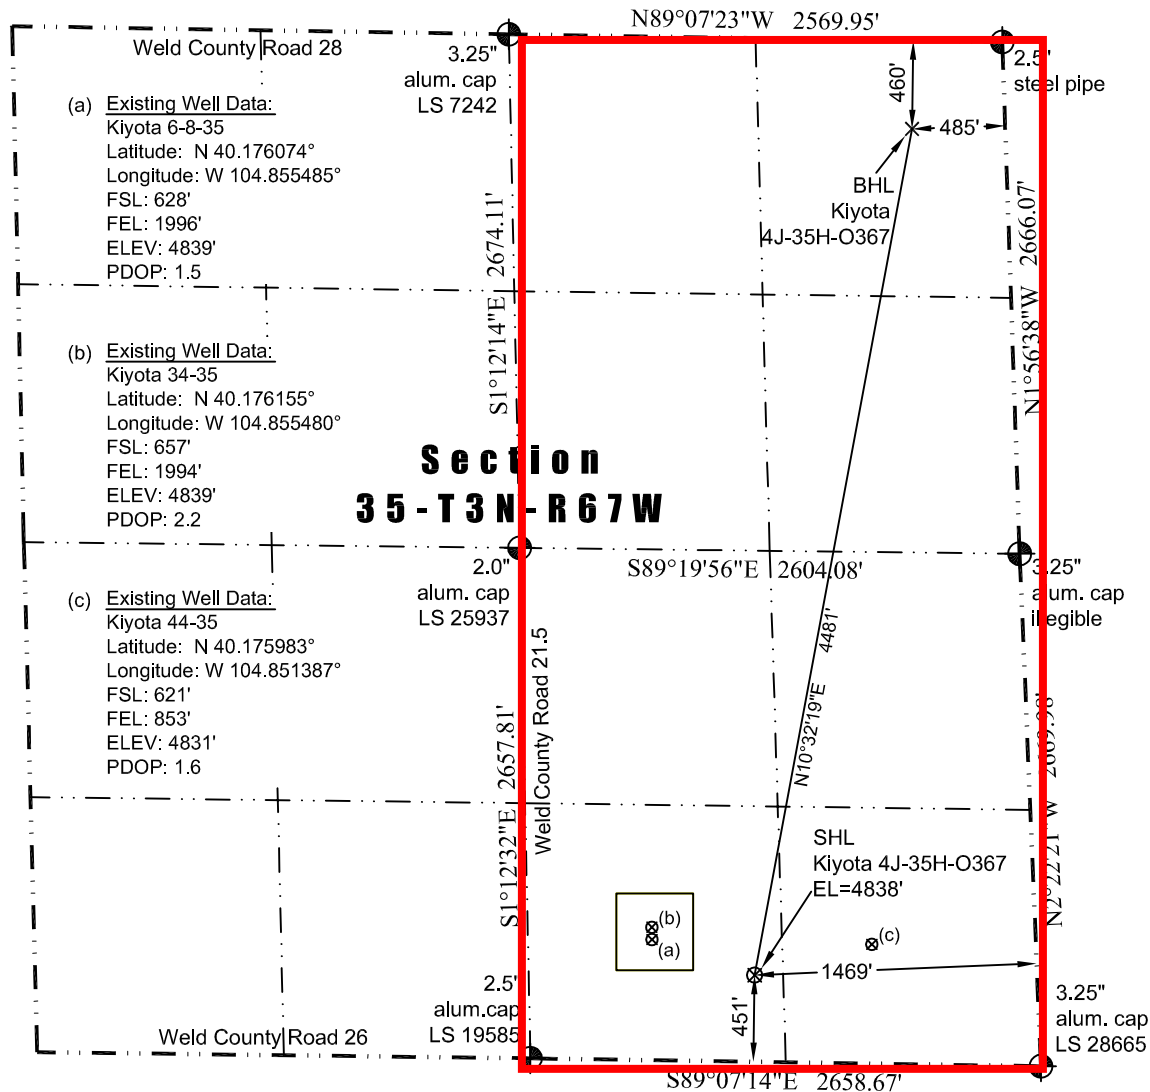 N89°07'23"W 2569.95'
Weld County Road 28
3.25"
alum. cap
LS 7242
2.5'
steel pipe
460'
485'
(a) Existing Well Data:
Kiyota 6-8-35
Latitude: N 40.176074°
Longitude: W 104.855485°
FSL: 628'
FEL: 1996'
ELEV: 4839'
PDOP: 1.5
BHL
Kiyota
4J-35H-O367
S1°12'14"E 2674.11'
N1°56'38"W 2666.07'
(b) Existing Well Data:
Kiyota 34-35
Latitude: N 40.176155°
Longitude: W 104.855480°
FSL: 657'
FEL: 1994'
ELEV: 4839'
PDOP: 2.2
Section
35-T3N-R67W
2.0"
alum. cap
LS 25937
S89°19'56"E 2604.08'
3.25"
alum. cap
illegible
(c) Existing Well Data:
Kiyota 44-35
Latitude: N 40.175983°
Longitude: W 104.851387°
FSL: 621'
FEL: 853'
ELEV: 4831'
PDOP: 1.6
N10°32'19"E 4481'
Weld County Road 21.5
S1°12'32"E 2657.81'
N2°22'21"W 2669.98'
SHL
Kiyota 4J-35H-O367
EL=4838'
(b)
(a)
(c)
1469'
451'
2.5'
alum.cap
LS 19585
3.25"
alum. cap
LS 28665
Weld County Road 26
S89°07'14"E 2658.67'